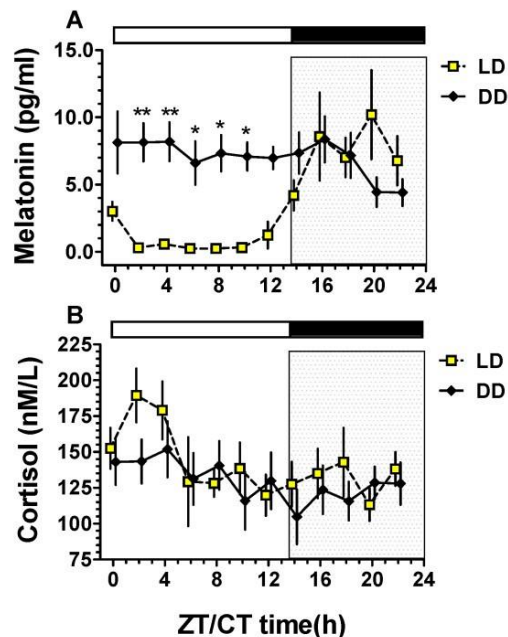 A
Melatonin (pg/ml)
15.0
10.0
5.0
0.0
** ** * * *
0 4 8 12 16 20 24
LD
DD
B
Cortisol (nM/L)
225
200
175
150
125
100
75
0 4 8 12 16 20 24
LD
DD
ZT/CT time(h)